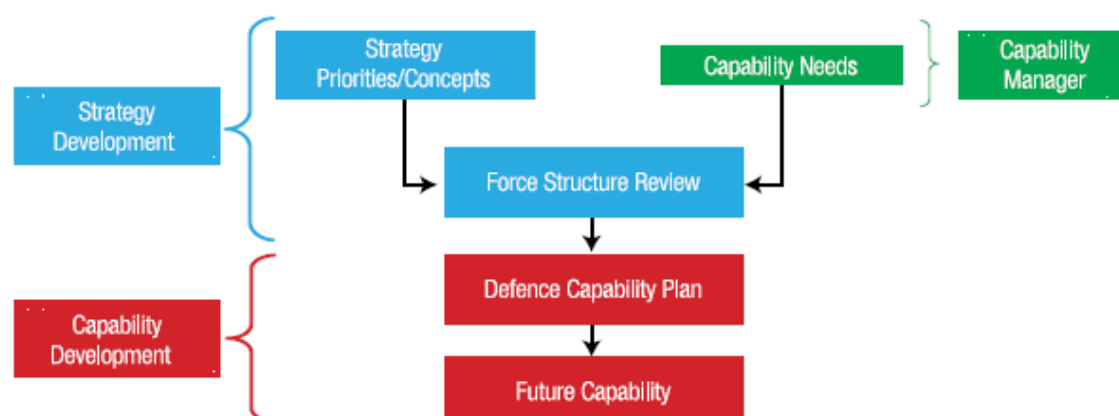 Strategy
Priorities/Concepts
Capability Needs
Capability
Manager
Strategy
Development
Force Structure Review
Defence Capability Plan
Capability
Development
Future Capability